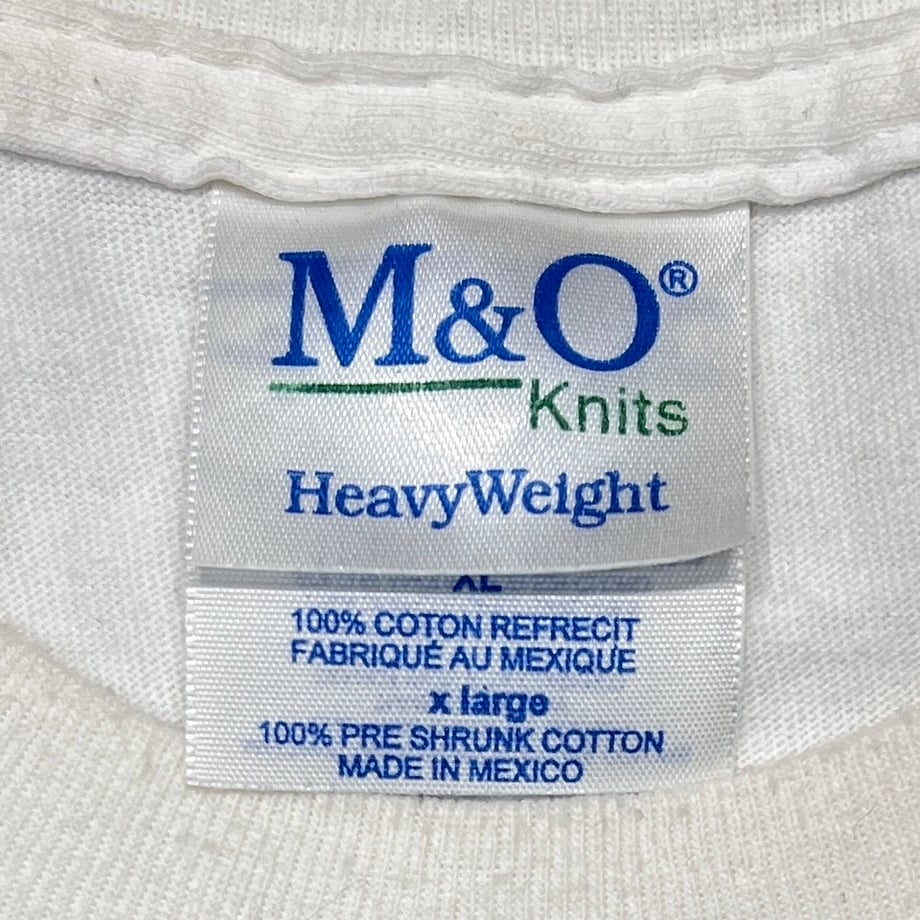 M&O®
Knits
HeavyWeight
XL
100% COTON REFRECIT
FABRIQUÉ AU MEXIQUE
x large
100% PRE SHRUNK COTTON
MADE IN MEXICO